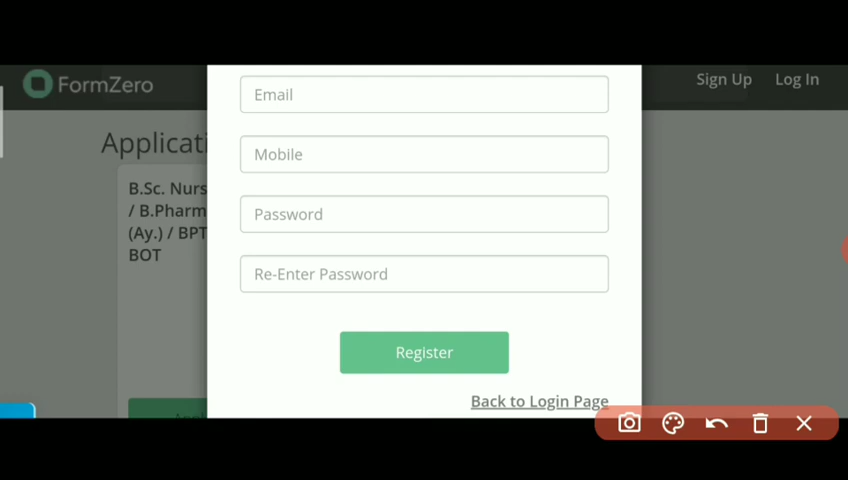 FormZero
Sign Up Log In
Email
Applicati
Mobile
B.Sc. Nurs
/ B.Pharm
(Ay.) / BPT
BOT
Password
Re-Enter Password
Register
Back to Login Page